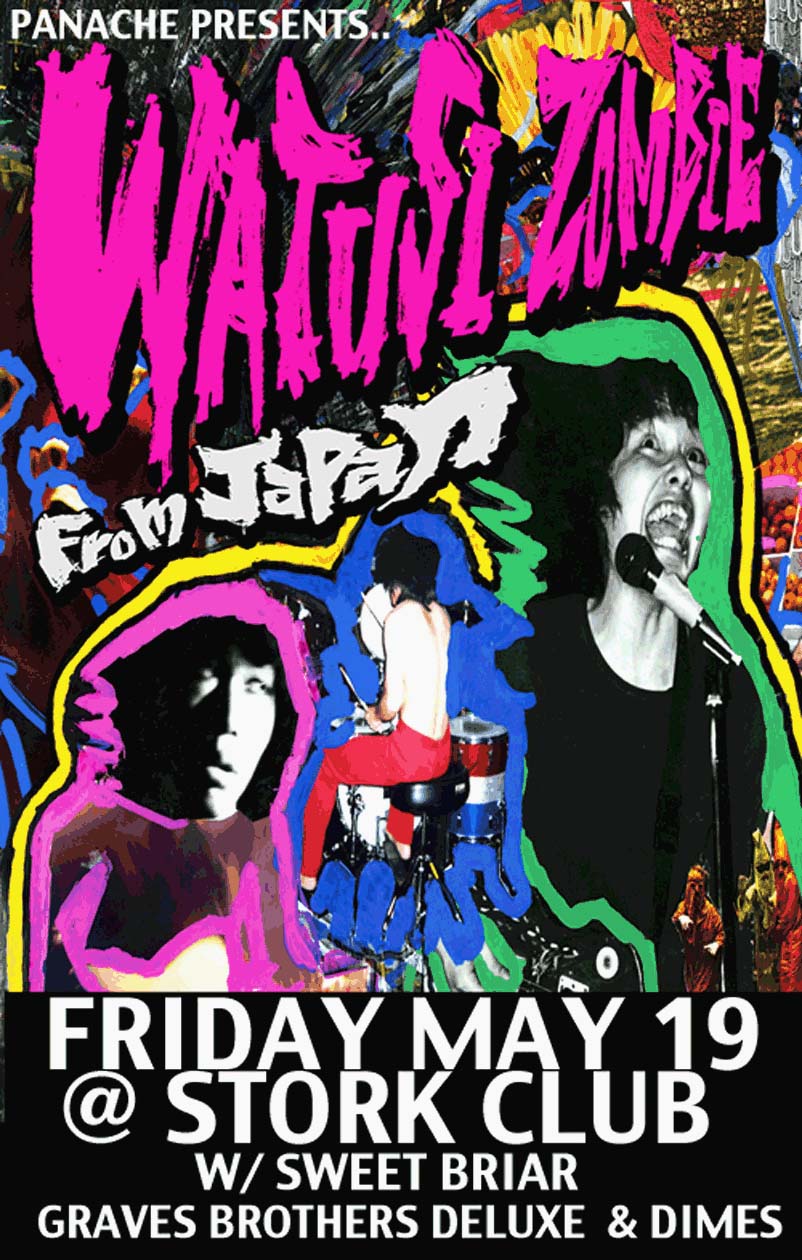 PANACHE PRESENTS..
WATUSI ZOMBIE
FROM JAPAN
FRIDAY MAY 19
@ STORK CLUB
W/ SWEET BRIAR
GRAVES BROTHERS DELUXE & DIMES